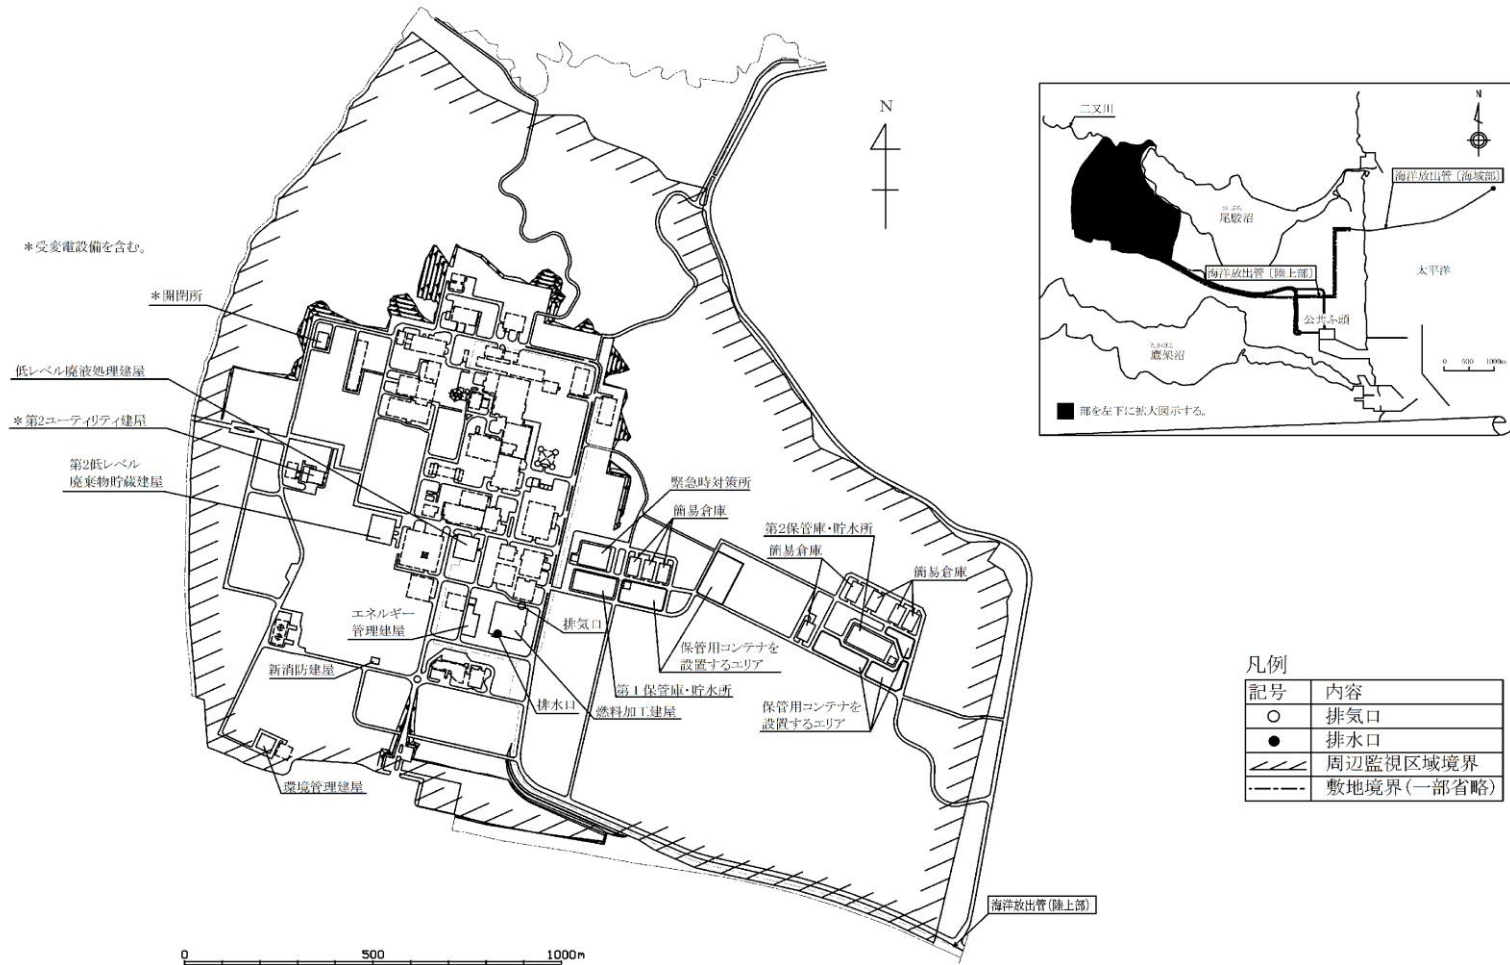 N
＊受変電設備を含む。
＊開閉所
低レベル廃液処理建屋
＊第2ユーティリティ建屋
第2低レベル
廃棄物貯蔵建屋
緊急時対策所
簡易倉庫
第2保管庫・貯水所
簡易倉庫
簡易倉庫
エネルギー
管理建屋
排気口
保管用コンテナを
設置するエリア
新消防建屋
第1保管庫・貯水所
排水口
燃料加工建屋
保管用コンテナを
設置するエリア
環境管理建屋
海洋放出管(陸上部)
0 500 1000m
二又川
N
海洋放出管〔海域部〕
尾駮沼
海洋放出管〔陸上部〕
太平洋
公共ふ頭
たかほこ
鷹架沼
0 500 1000m
部を左下に拡大図示する。
凡例
記号 内容
○ 排気口
● 排水口
周辺監視区域境界
敷地境界(一部省略)